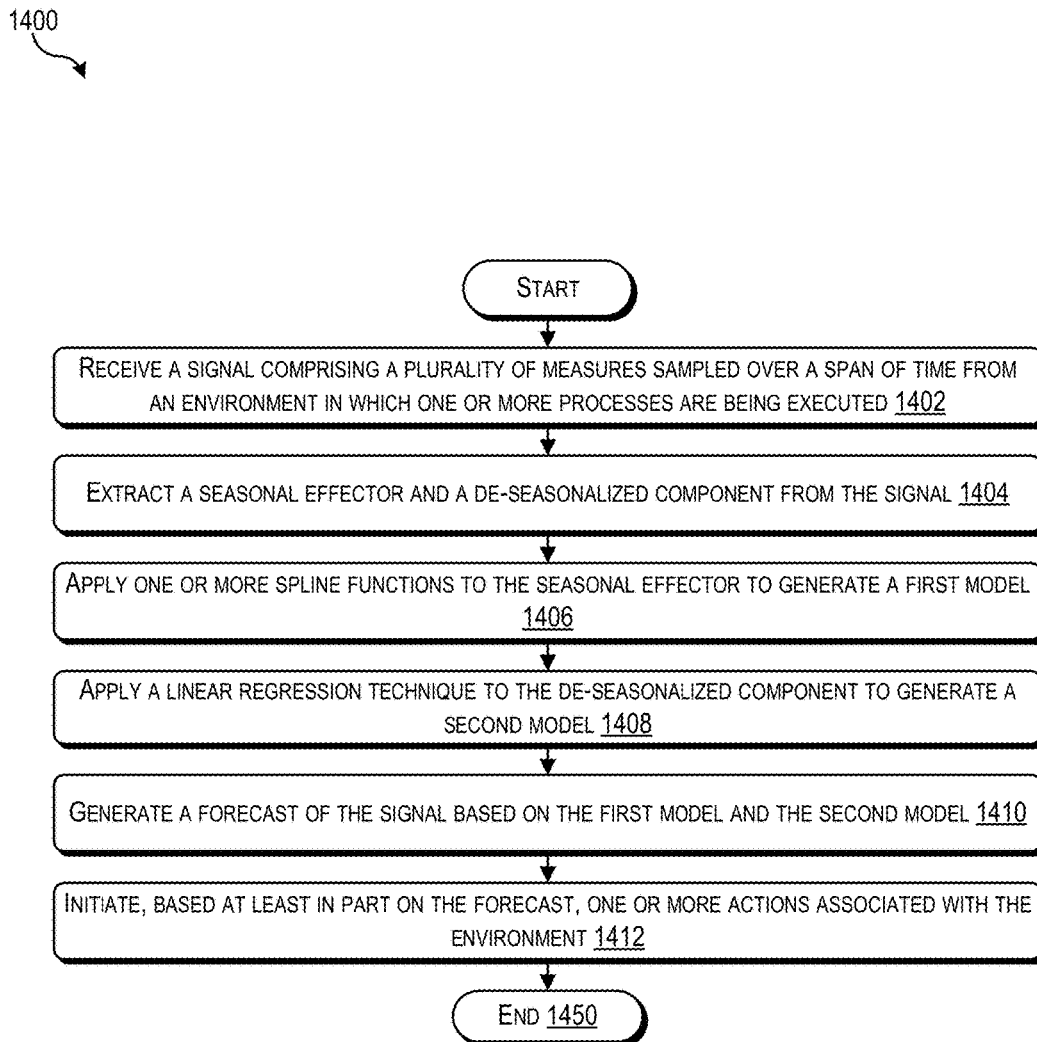 1400
START
RECEIVE A SIGNAL COMPRISING A PLURALITY OF MEASURES SAMPLED OVER A SPAN OF TIME FROM
AN ENVIRONMENT IN WHICH ONE OR MORE PROCESSES ARE BEING EXECUTED 1402
EXTRACT A SEASONAL EFFECTOR AND A DE-SEASONALIZED COMPONENT FROM THE SIGNAL 1404
APPLY ONE OR MORE SPLINE FUNCTIONS TO THE SEASONAL EFFECTOR TO GENERATE A FIRST MODEL
1406
APPLY A LINEAR REGRESSION TECHNIQUE TO THE DE-SEASONALIZED COMPONENT TO GENERATE A
SECOND MODEL 1408
GENERATE A FORECAST OF THE SIGNAL BASED ON THE FIRST MODEL AND THE SECOND MODEL 1410
INITIATE, BASED AT LEAST IN PART ON THE FORECAST, ONE OR MORE ACTIONS ASSOCIATED WITH THE
ENVIRONMENT 1412
END 1450